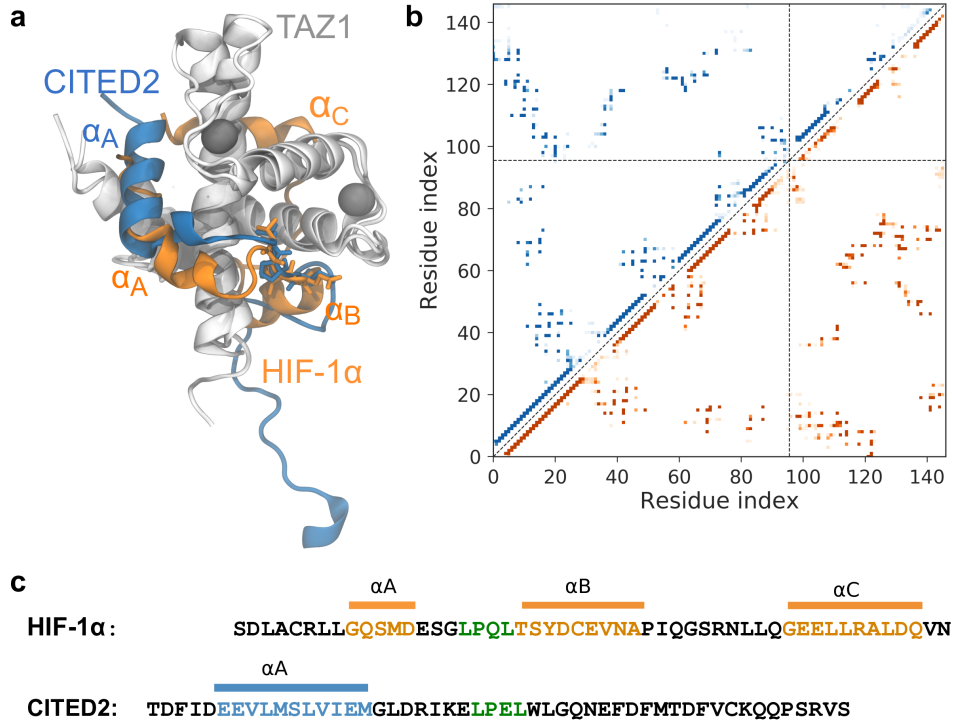 a
TAZ1
CITED2
αA
αC
αA
αB
HIF-1α
b
140
120
100
80
60
40
20
0
Residue index
0 20 40 60 80 100 120 140
Residue index
c
αA αB αC
HIF-1α: SDLACRLLGQSMDESGLPQLTSYDCEVNAPIQGSRNLLQGEELLRALDQVN
αA
CITED2: TDFIDEEVLMSLVIEMGLDRIKELPELWLGQNEFDFMTDFVCKQQPSRVS